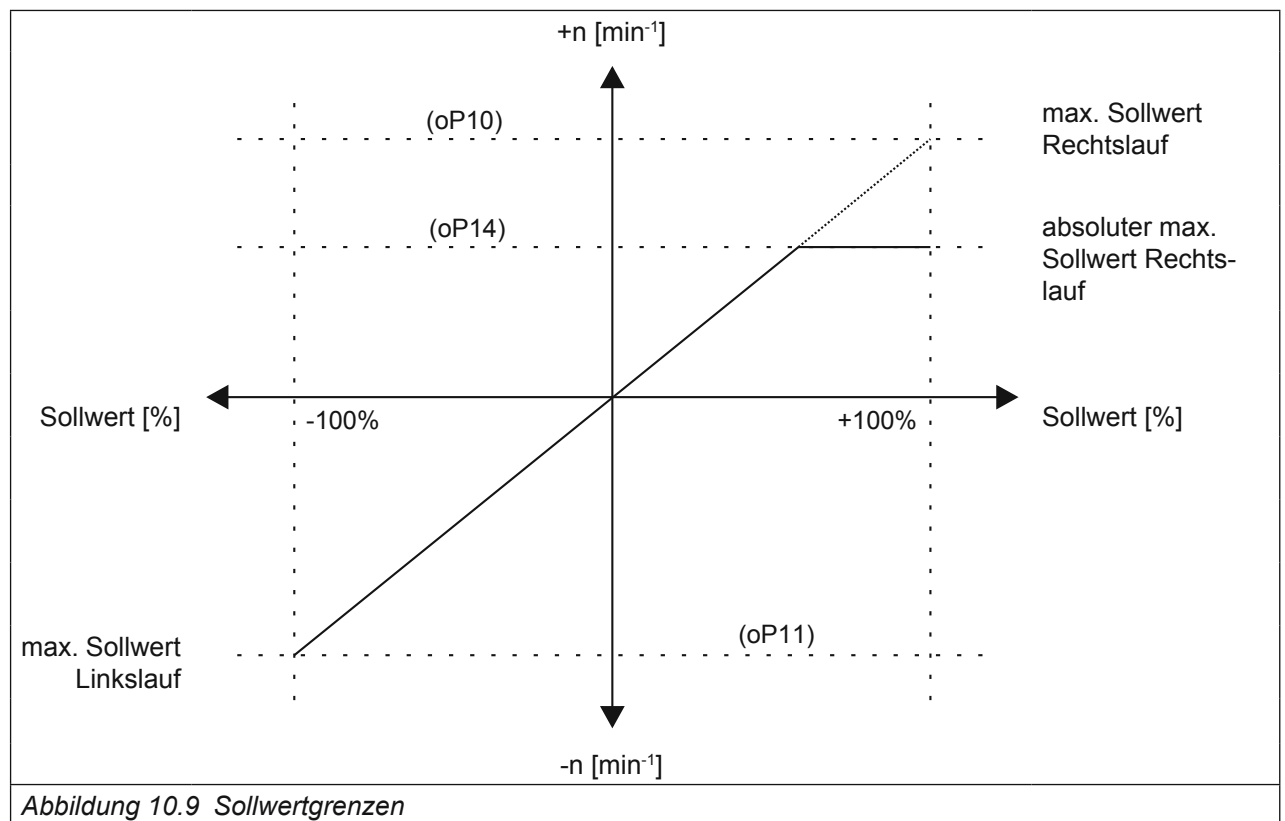 +n [min-1]
(oP10)
max. Sollwert
Rechtslauf
(oP14)
absoluter max.
Sollwert Rechts-
lauf
Sollwert [%]
-100%
+100%
Sollwert [%]
max. Sollwert
Linkslauf
(oP11)
-n [min-1]
Abbildung 10.9 Sollwertgrenzen